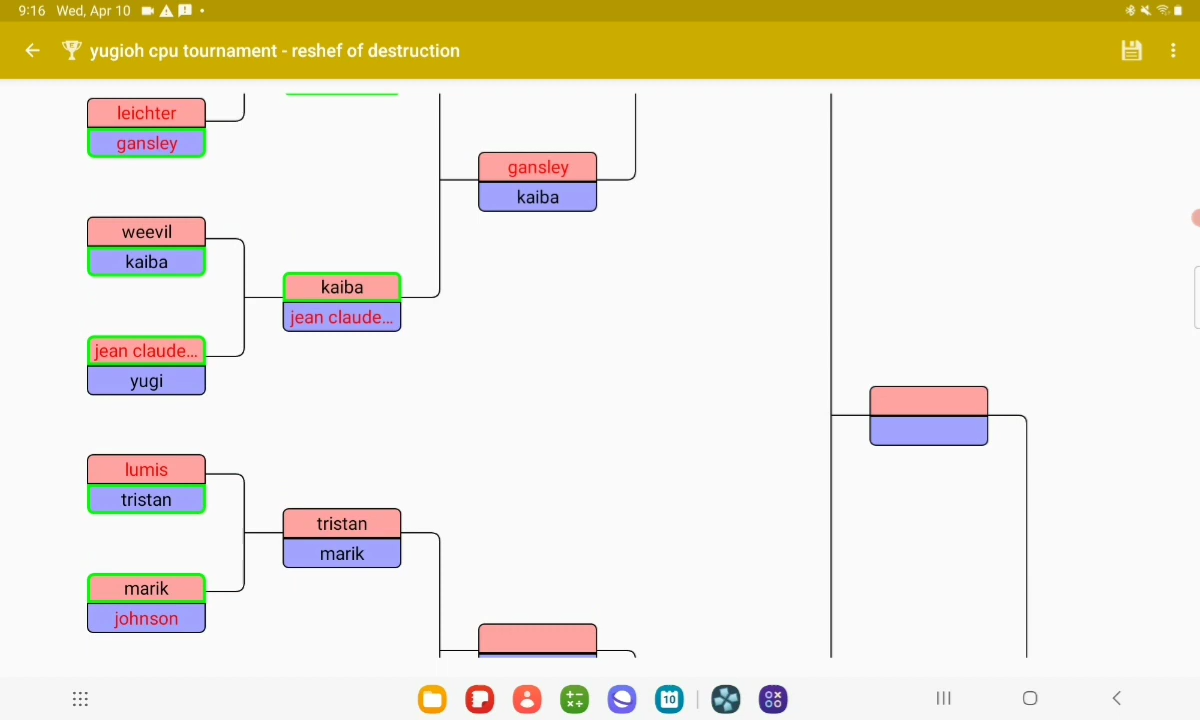 9:16 Wed, Apr 10
yugioh cpu tournament - reshef of destruction
leichter
gansley
gansley
kaiba
weevil
kaiba
kaiba
jean claude...
jean claude...
yugi
lumis
tristan
tristan
marik
marik
johnson
10